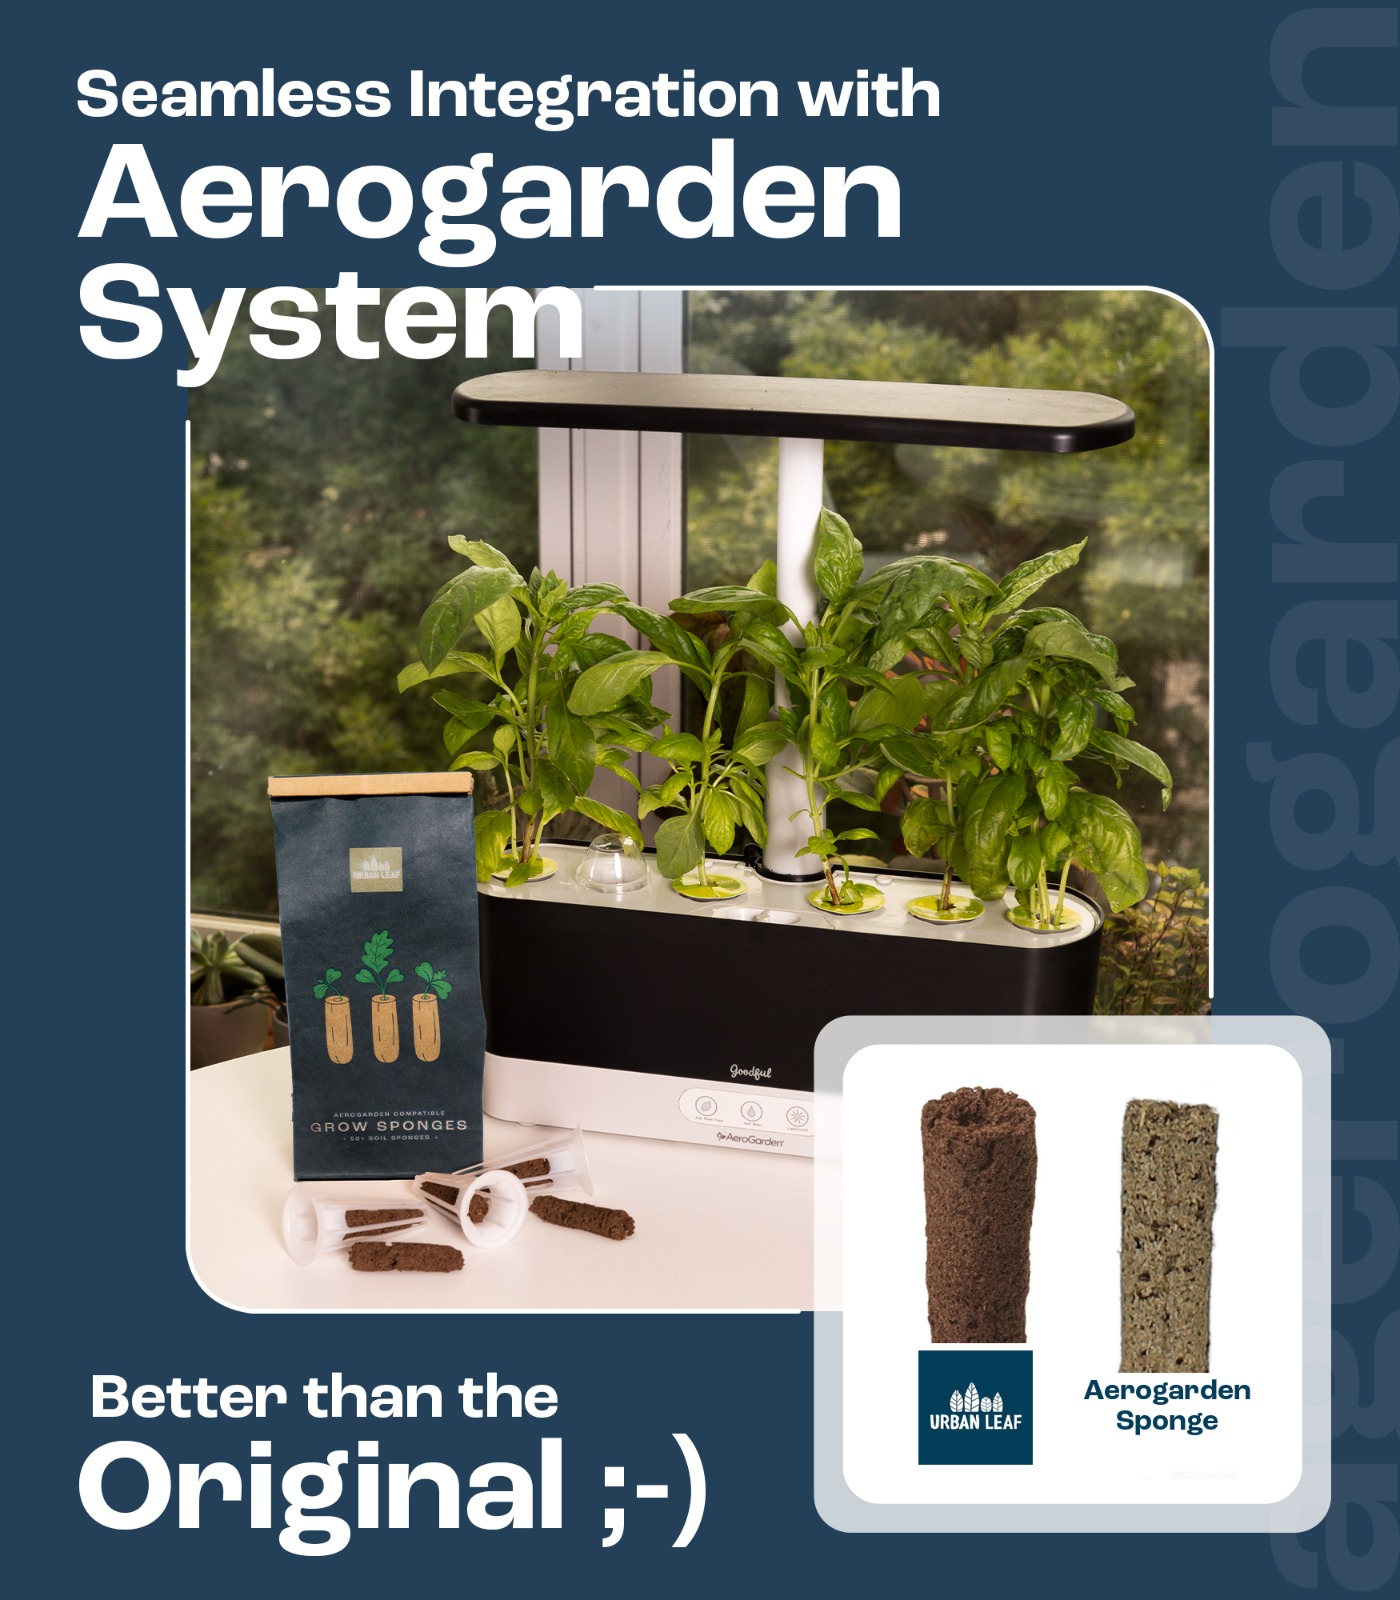 Seamless Integration with
Aerogarden
System
URBAN LEAF
AEROGARDEN COMPATIBLE
GROW SPONGES
• 50+ SOIL SPONGES •
Goodful
AeroGarden
URBAN LEAF
Aerogarden
Sponge
Better than the
Original ;-)
aerogarden